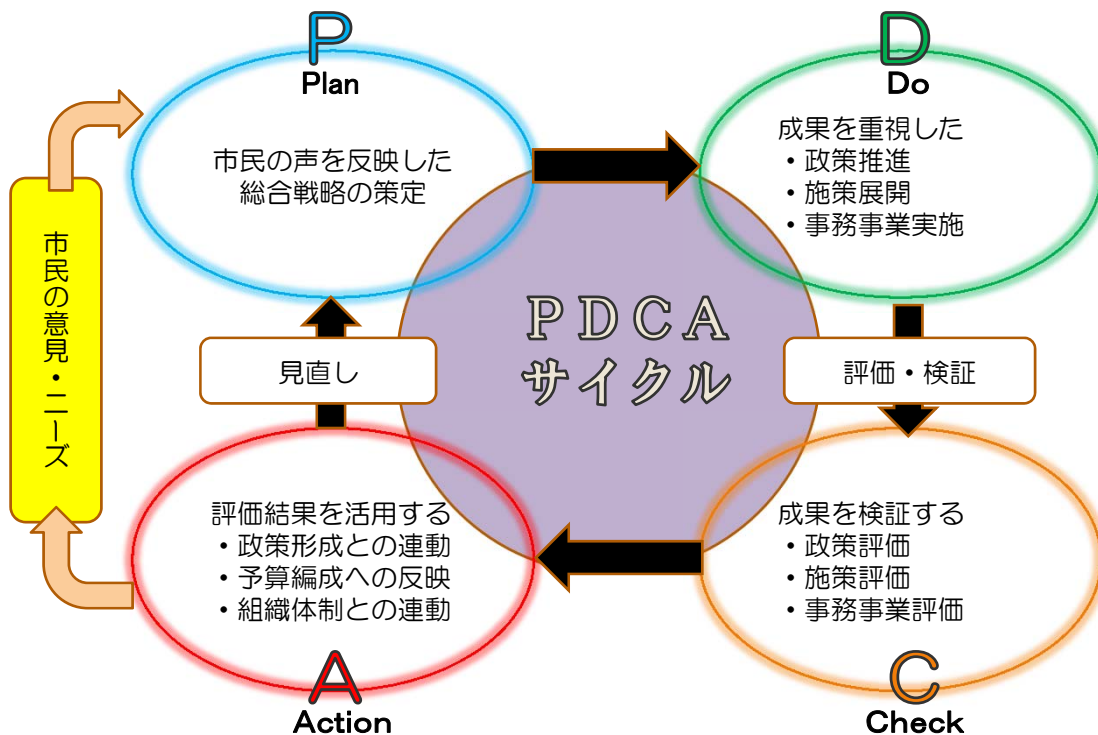 P
Plan
市民の声を反映した
総合戦略の策定
D
Do
成果を重視した
・政策推進
・施策展開
・事務事業実施
市民の意見・ニーズ
PDCA
サイクル
見直し
評価・検証
評価結果を活用する
・政策形成との連動
・予算編成への反映
・組織体制との連動
A
Action
成果を検証する
・政策評価
・施策評価
・事務事業評価
C
Check